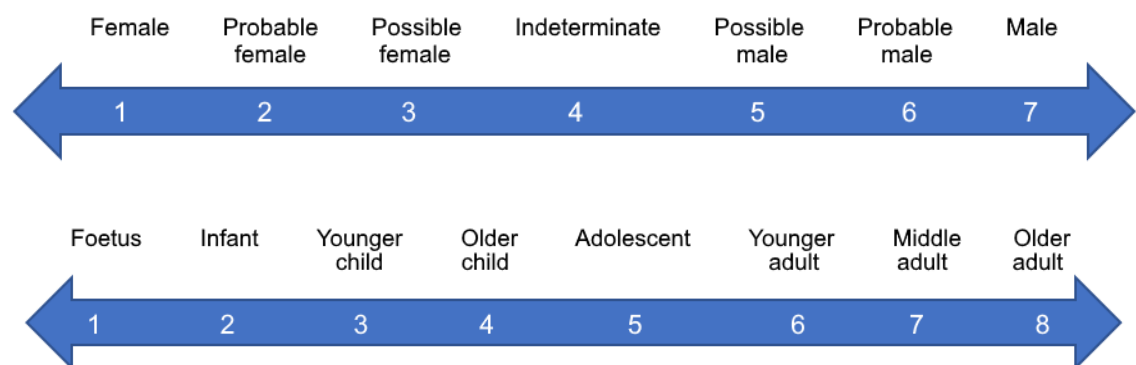 Female Probable Possible Indeterminate Possible Probable Male
female female male male
1 2 3 4 5 6 7
Foetus Infant Younger Older Adolescent Younger Middle Older
child child adult adult adult
1 2 3 4 5 6 7 8